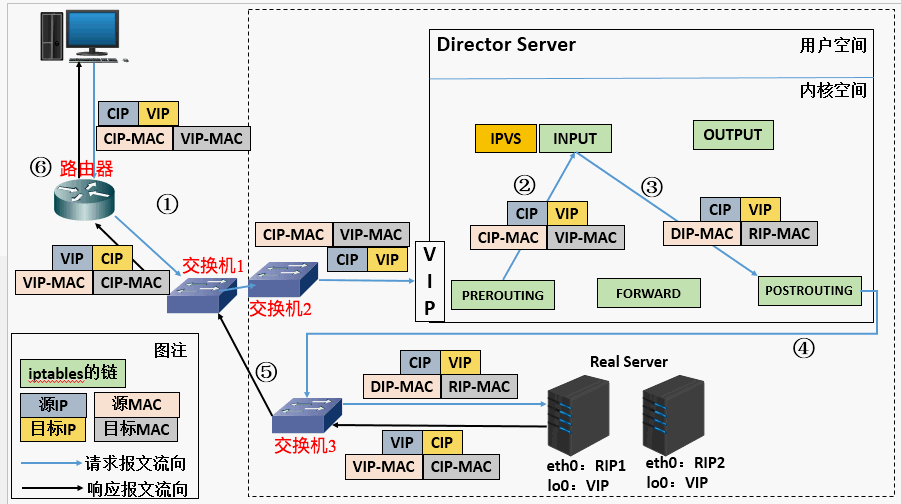 Director Server
用户空间
内核空间
CIP VIP
CIP-MAC VIP-MAC
IPVS INPUT
OUTPUT
⑥
路由器
①
②
③
CIP VIP
CIP-MAC VIP-MAC
CIP VIP
DIP-MAC RIP-MAC
CIP-MAC VIP-MAC
CIP VIP
VIP
VIP CIP
VIP-MAC CIP-MAC
交换机1
交换机2
PREROUTING
FORWARD
POSTROUTING
④
图注
iptables的链
源IP
源MAC
目标IP
目标MAC
请求报文流向
响应报文流向
⑤
CIP VIP
DIP-MAC RIP-MAC
Real Server
交换机3
VIP CIP
VIP-MAC CIP-MAC
eth0：RIP1
lo0：VIP
eth0：RIP2
lo0：VIP